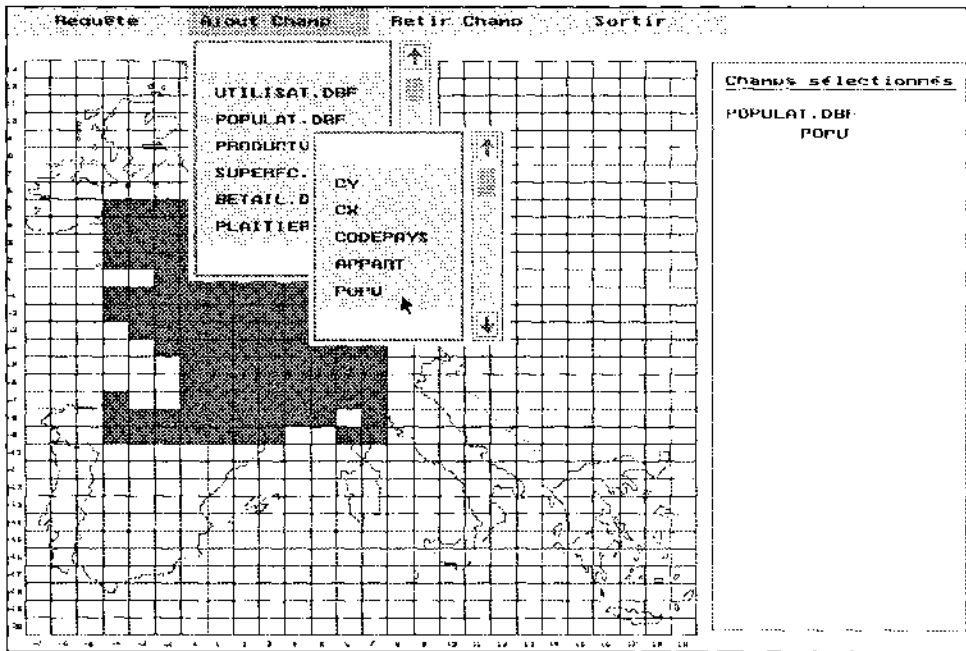 Requête Ajout Champ Retir Champ Sortir
UTILISAT.DBF
POPULAT.DBF
PRODUCTV
SUPERFC.
BETAIL.D
PLAITIER
CY
CX
CODEPAYS
APPART
POPU
Champs sélectionnés
POPULAT.DBF
POPU